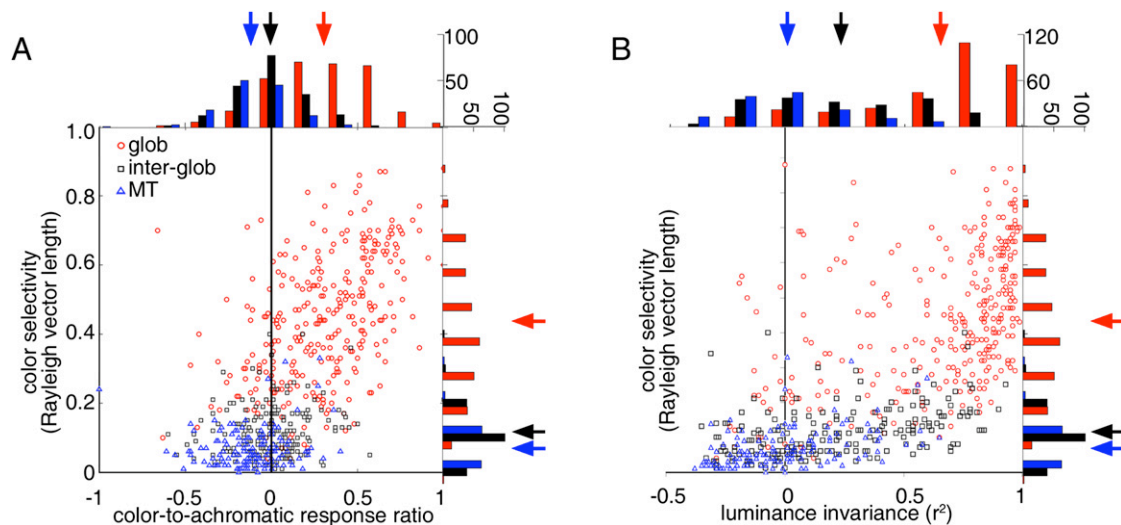 A
100
50
50
100
1.0
0.8
0.6
0.4
0.2
0
glob
inter-glob
MT
color selectivity
(Rayleigh vector length)
-1
-0.5
0
0.5
1
color-to-achromatic response ratio
B
120
60
50
100
color selectivity
(Rayleigh vector length)
-0.5
0
0.5
1
luminance invariance (r²)